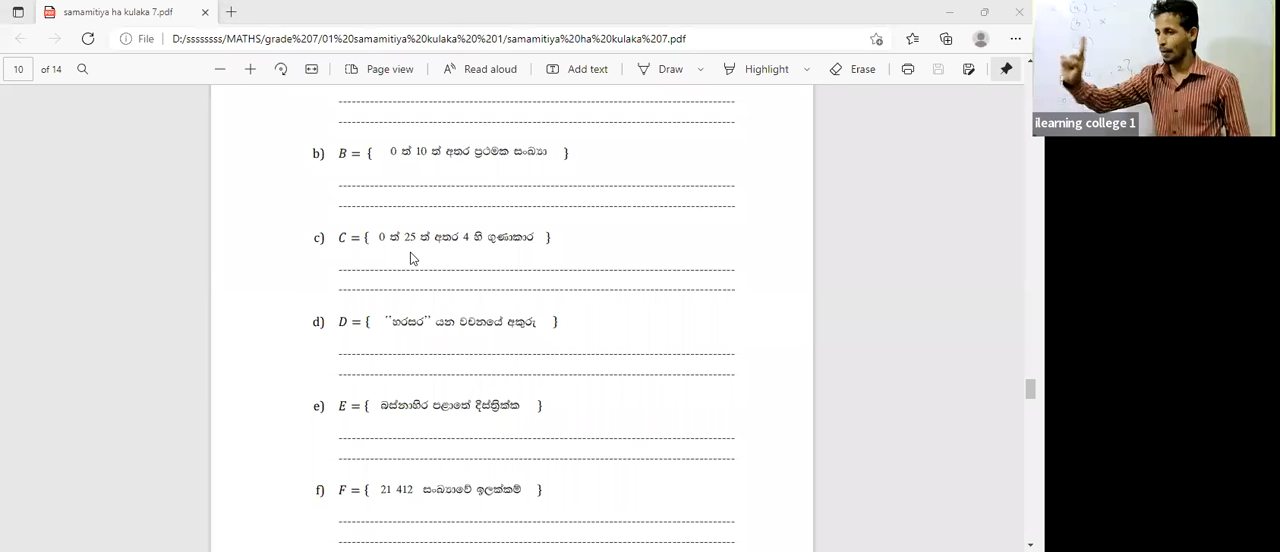 samamitiya ha kulaka 7.pdf
File D:/ssssssss/MATHS/grade%207/01%20samamitiya%20kulaka%20%201/samamitiya%20ha%20kulaka%207.pdf
10 of 14 Page view Read aloud Add text Draw Highlight Erase
ilearning college 1
b) B = { 0 ත් 10 ත් අතර ප්‍රථමක සංඛ්‍යා }
c) C = { 0 ත් 25 ත් අතර 4 හි ගුණාකාර }
d) D = { ''හරසර'' යන වචනයේ අකුරු }
e) E = { බස්නාහිර පළාතේ දිස්ත්‍රික්ක }
f) F = { 21 412 සංඛ්‍යාවේ ඉලක්කම් }